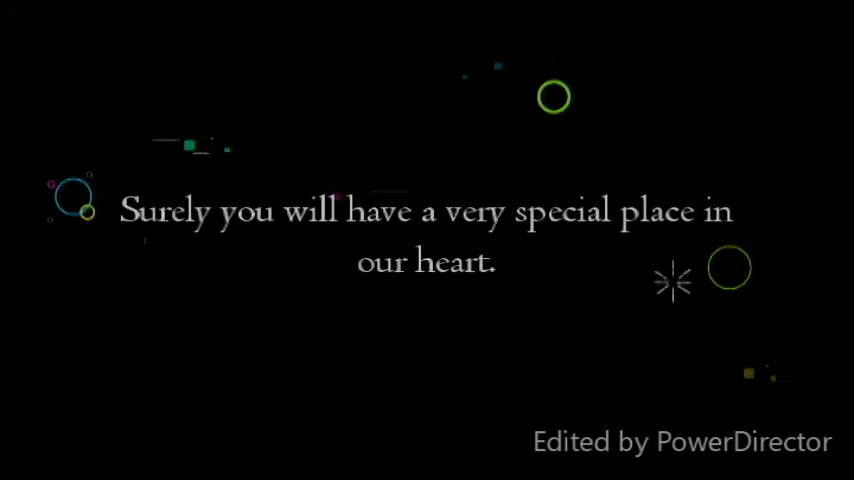 Surely you will have a very special place in
our heart.
Edited by PowerDirector